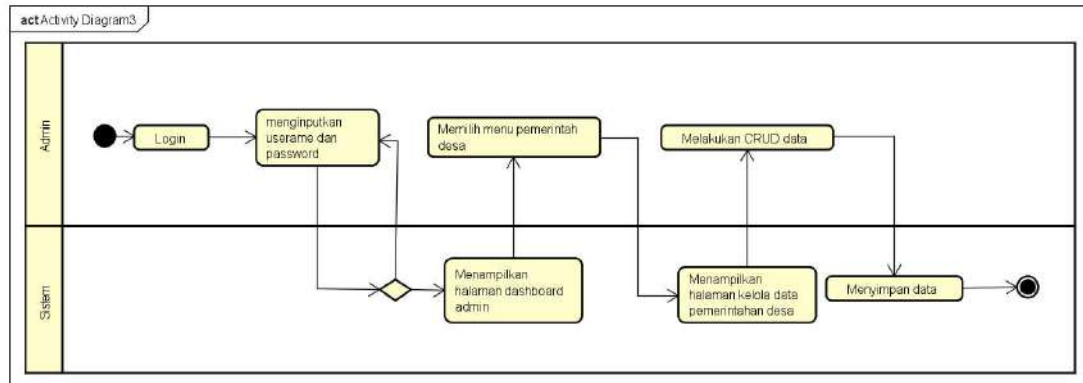 act Activity Diagram3
Admin
Login
menginputkan
userame dan
password
Memilih menu pemerintah
desa
Melakukan CRUD data
Sistem
Menampilkan
halaman dashboard
admin
Menampilkan
halaman kelola data
pemerintahan desa
Menyimpan data